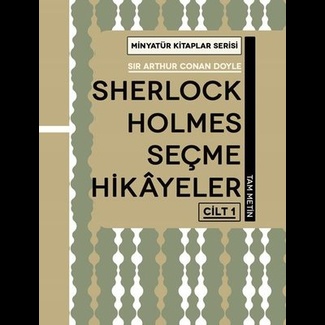 MİNYATÜR KİTAPLAR SERİSİ
SIR ARTHUR CONAN DOYLE
SHERLOCK
HOLMES
SEÇME
HİKÂYELER
CİLT 1
TAM METİN